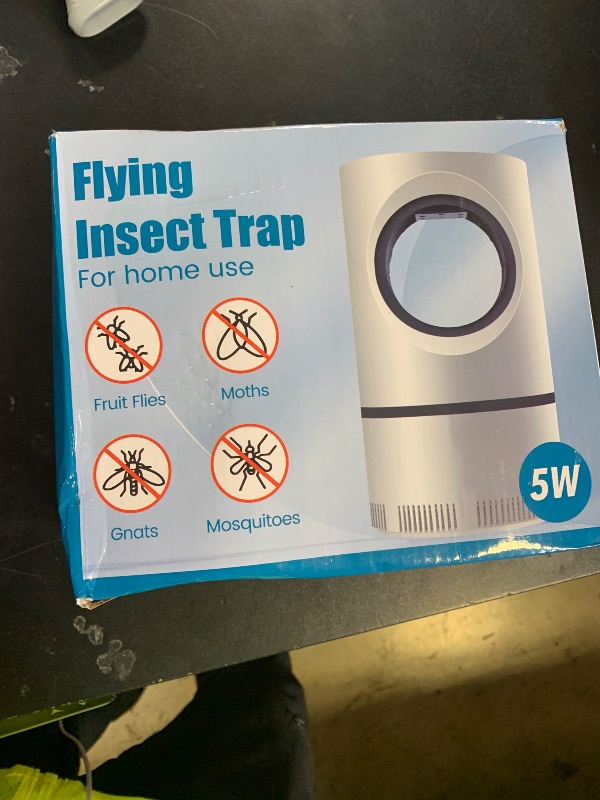 Flying
Insect Trap
For home use
Fruit Flies
Moths
Gnats
Mosquitoes
5W